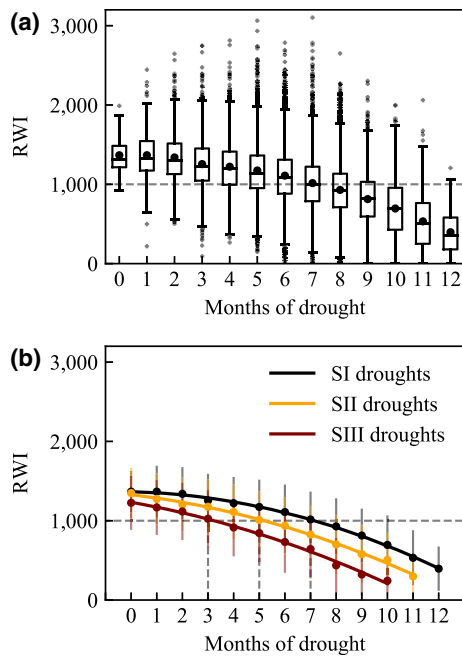 (a)
3,000
2,000
1,000
0
RWI
0 1 2 3 4 5 6 7 8 9 10 11 12
Months of drought
(b)
3,000
2,000
1,000
0
RWI
SI droughts
SII droughts
SIII droughts
0 1 2 3 4 5 6 7 8 9 10 11 12
Months of drought